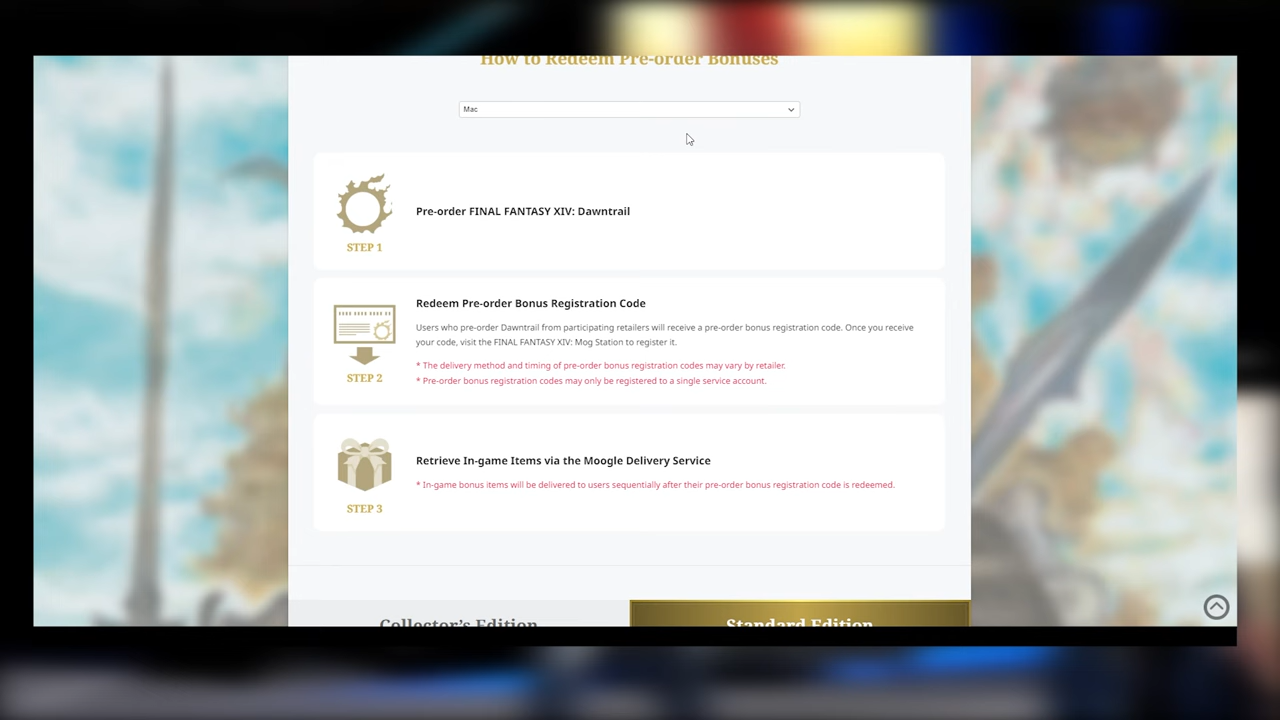 How to Redeem Pre-order Bonuses
Mac
Pre-order FINAL FANTASY XIV: Dawntrail
STEP 1
Redeem Pre-order Bonus Registration Code
Users who pre-order Dawntrail from participating retailers will receive a pre-order bonus registration code. Once you receive
your code, visit the FINAL FANTASY XIV: Mog Station to register it.
* The delivery method and timing of pre-order bonus registration codes may vary by retailer.
* Pre-order bonus registration codes may only be registered to a single service account.
STEP 2
Retrieve In-game Items via the Moogle Delivery Service
* In-game bonus items will be delivered to users sequentially after their pre-order bonus registration code is redeemed.
STEP 3
Collector's Edition
Standard Edition